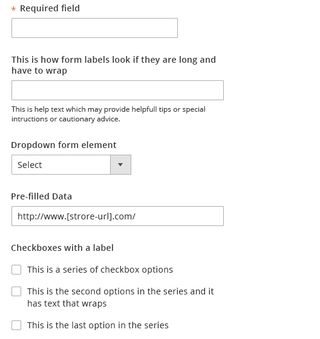 * Required field
This is how form labels look if they are long and
have to wrap
This is help text which may provide helpfull tips or special
intructions or cautionary advice.
Dropdown form element
Select
Pre-filled Data
http://www.[strore-url].com/
Checkboxes with a label
This is a series of checkbox options
This is the second options in the series and it
has text that wraps
This is the last option in the series